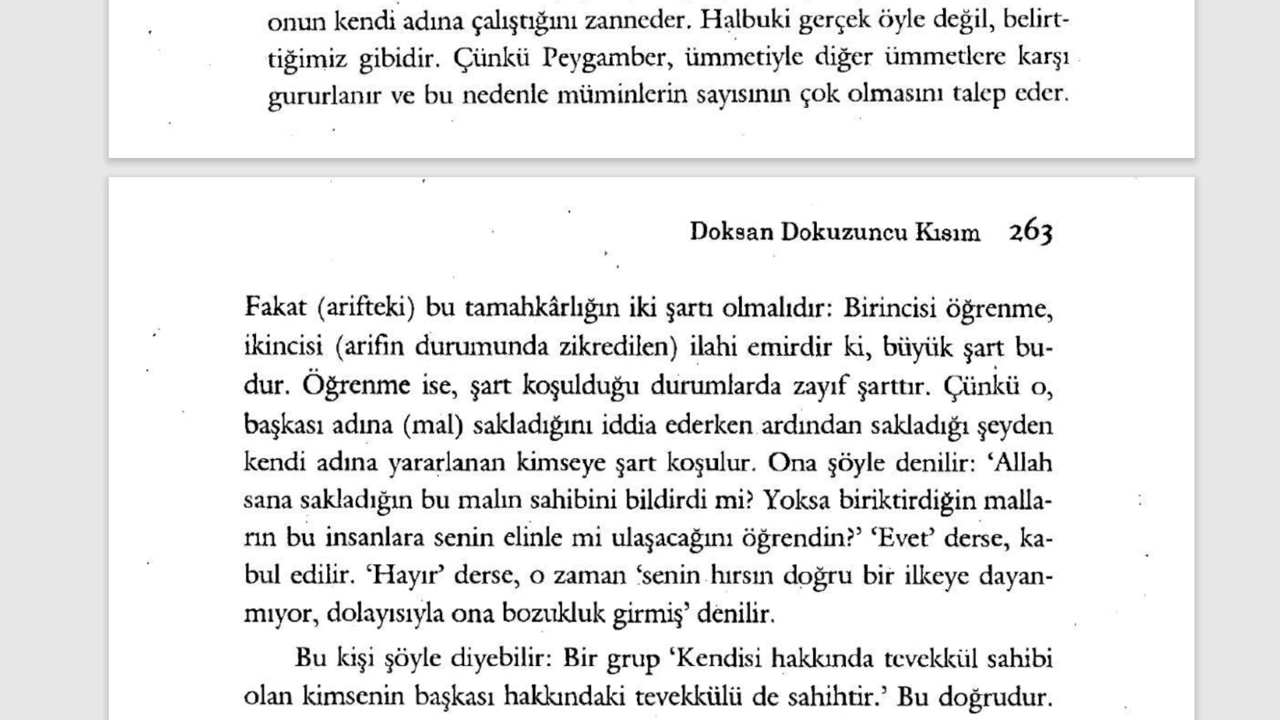 onun kendi adına çalıştığını zanneder. Halbuki gerçek öyle değil, belirt-
tiğimiz gibidir. Çünkü Peygamber, ümmetiyle diğer ümmetlere karşı
gururlanır ve bu nedenle müminlerin sayısının çok olmasını talep eder.
Doksan Dokuzuncu Kısım 263
Fakat (arifteki) bu tamahkârlığın iki şartı olmalıdır: Birincisi öğrenme,
ikincisi (arifin durumunda zikredilen) ilahi emirdir ki, büyük şart bu-
dur. Öğrenme ise, şart koşulduğu durumlarda zayıf şarttır. Çünkü o,
başkası adına (mal) sakladığını iddia ederken ardından sakladığı şeyden
kendi adına yararlanan kimseye şart koşulur. Ona şöyle denilir: ‘Allah
sana sakladığın bu malın sahibini bildirdi mi? Yoksa biriktirdiğin malla-
rın bu insanlara senin elinle mi ulaşacağını öğrendin?’ ‘Evet’ derse, ka-
bul edilir. ‘Hayır’ derse, o zaman ‘senin hırsın doğru bir ilkeye dayan-
mıyor, dolayısıyla ona bozukluk girmiş’ denilir.
Bu kişi şöyle diyebilir: Bir grup ‘Kendisi hakkında tevekkül sahibi
olan kimsenin başkası hakkındaki tevekkülü de sahihtir.’ Bu doğrudur.